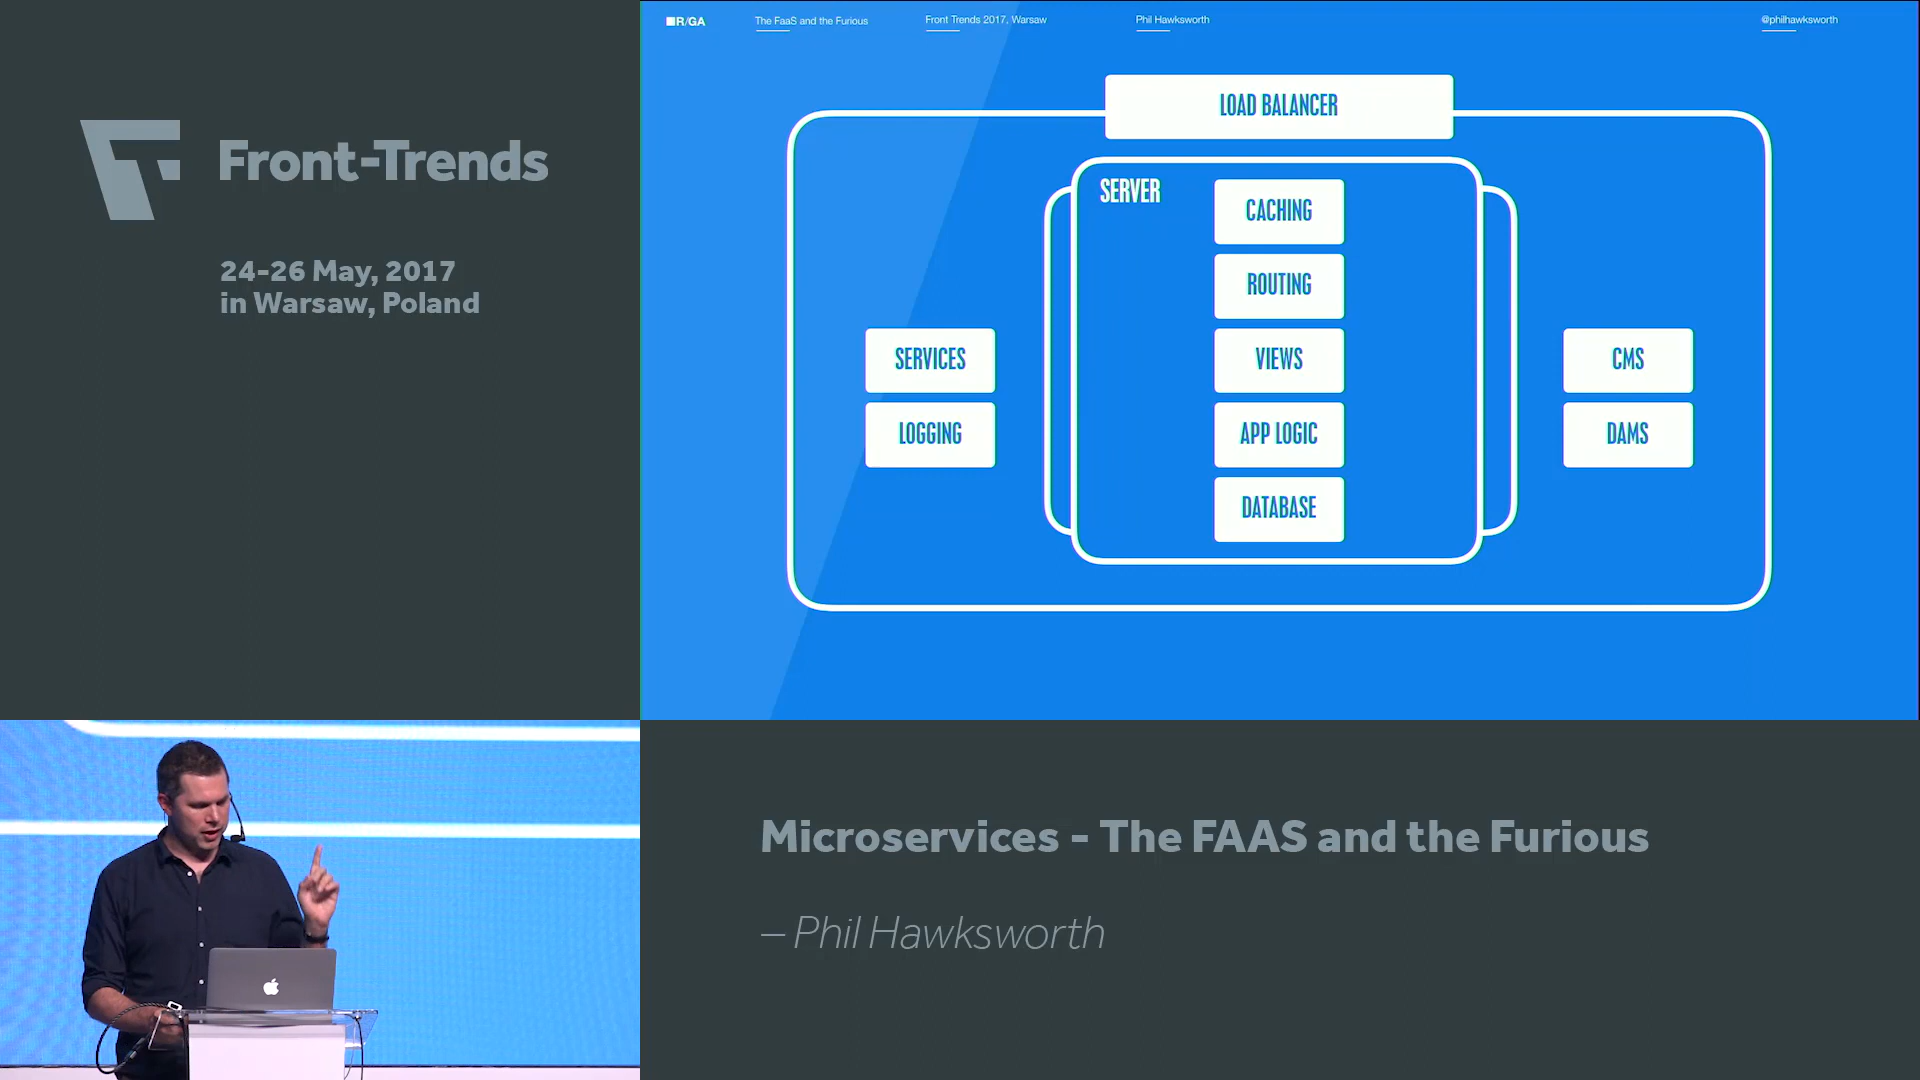 Front-Trends
24-26 May, 2017
in Warsaw, Poland
R/GA
The FaaS and the Furious
Front Trends 2017, Warsaw
Phil Hawksworth
@philhawksworth
LOAD BALANCER
SERVER
CACHING
ROUTING
VIEWS
APP LOGIC
DATABASE
SERVICES
LOGGING
CMS
DAMS
Microservices - The FAAS and the Furious
– Phil Hawksworth